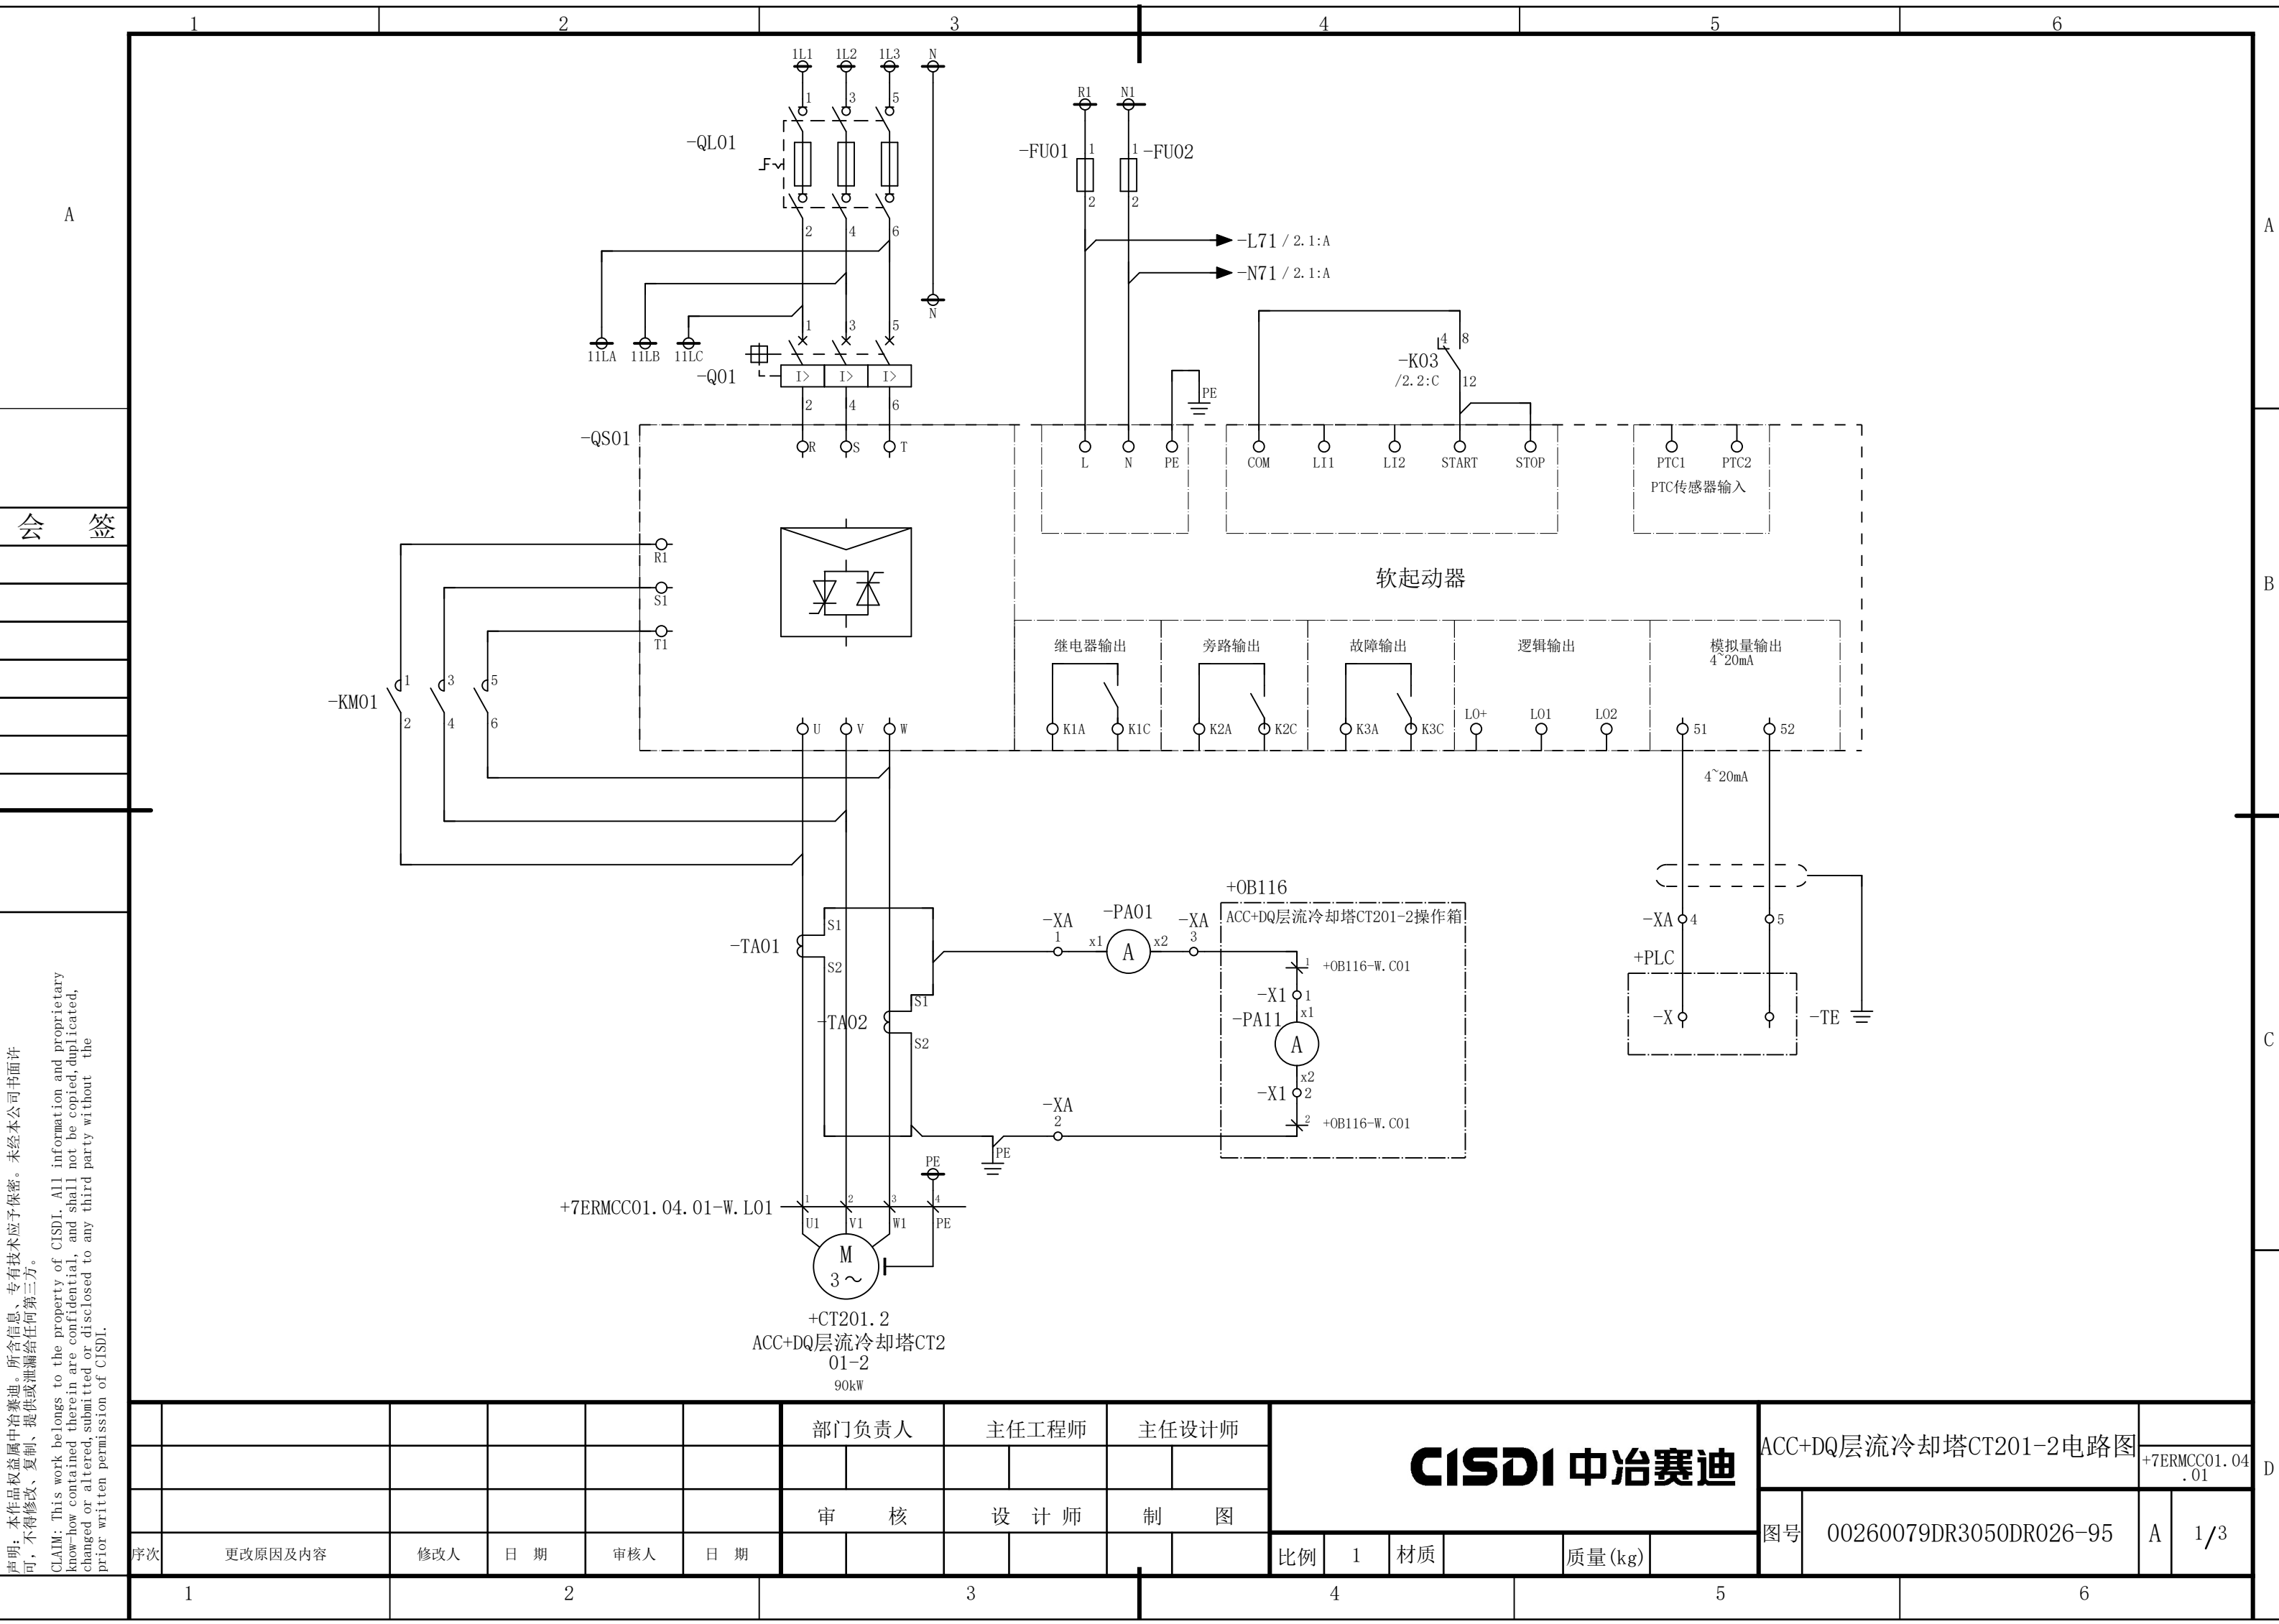 1 2 3 4 5 6
1L1 1L2 1L3 N
1 3 5
-QL01
2 4 6
N
11LA 11LB 11LC
1 3 5
-Q01
I> I> I>
2 4 6
R1 N1
-FU01 1 1 -FU02
2 2
-L71 / 2.1:A
-N71 / 2.1:A
PE
4 8
-K03
/2.2:C 12
-QS01
R S T
L N PE
COM LI1 LI2 START STOP
PTC1 PTC2
PTC传感器输入
R1
S1
T1
软起动器
继电器输出 旁路输出 故障输出 逻辑输出 模拟量输出
4~20mA
-KM01
1 3 5
2 4 6
U V W
K1A K1C K2A K2C K3A K3C
LO+ LO1 LO2
51 52
4~20mA
-TA01
S1
S2
-TA02
S1
S2
-XA
1
-PA01
x1 A x2
-XA
3
+OB116
ACC+DQ层流冷却塔CT201-2操作箱
1 +OB116-W.C01
-X1 1
x1
-PA11
A
x2
-X1 2
2 +OB116-W.C01
-XA
2
PE
-XA 4 5
+PLC
-X
-TE
PE
+7ERMCC01.04.01-W.L01
1 2 3 4
U1 V1 W1 PE
M
3~
+CT201.2
ACC+DQ层流冷却塔CT2
01-2
90kW
A
B
C
D
A
会 签
声明: 本作品权益属中冶赛迪。所含信息、专有技术应予保密。未经本公司书面许
可, 不得修改、复制、提供或泄漏给任何第三方。
CLAIM: This work belongs to the property of CISDI. All information and proprietary
know-how contained therein are confidential, and shall not be copied,duplicated,
changed or altered,submitted or disclosed to any third party without the
prior written permission of CISDI.
部门负责人 主任工程师 主任设计师
审 核 设 计 师 制 图
序次 更改原因及内容 修改人 日 期 审核人 日 期
CISDI 中冶赛迪
比例 1 材质 质量(kg)
ACC+DQ层流冷却塔CT201-2电路图
+7ERMCC01.04
.01
图号 00260079DR3050DR026-95 A 1/3
1 2 3 4 5 6